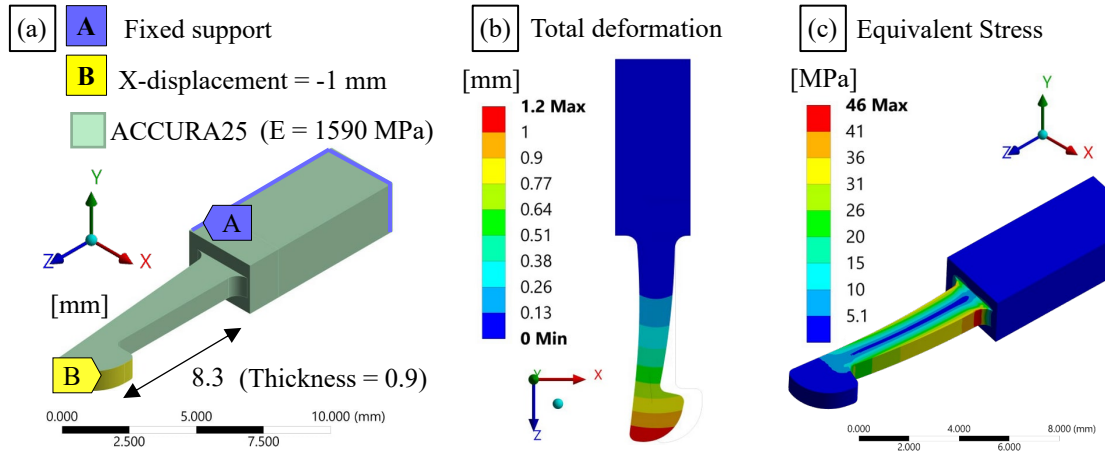 (a) A Fixed support
B X-displacement = -1 mm
ACCURA25 (E = 1590 MPa)
Y
Z X
A
[mm]
B
8.3 (Thickness = 0.9)
0.000 5.000 10.000 (mm)
2.500 7.500
(b) Total deformation
[mm]
1.2 Max
1
0.9
0.77
0.64
0.51
0.38
0.26
0.13
0 Min
Y X
Z
(c) Equivalent Stress
[MPa]
46 Max
41
36
31
26
20
15
10
5.1
Y
Z X
0.000 4.000 8.000 (mm)
2.000 6.000